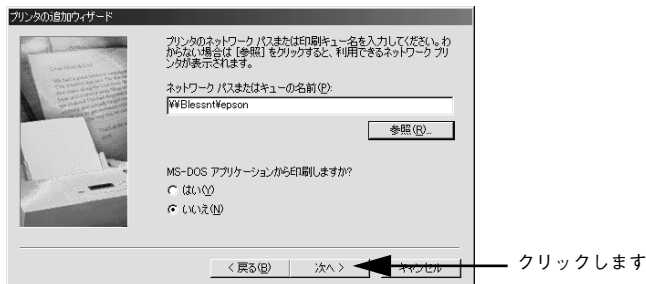 プリンタの追加ウィザード
プリンタのネットワーク パスまたは印刷キュー名を入力してください。わ
からない場合は [参照] をクリックすると、利用できるネットワーク プリ
ンタが表示されます。
ネットワーク パスまたはキューの名前(P):
¥¥Blessnt¥epson
参照(R)...
MS-DOS アプリケーションから印刷しますか?
はい(Y)
いいえ(N)
< 戻る(B)
次へ >
キャンセル
クリックします